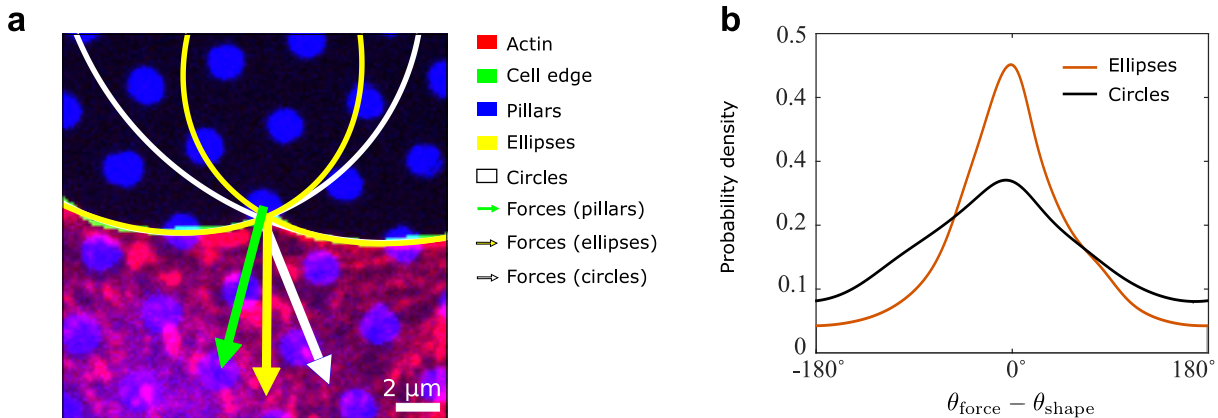 a
Actin
Cell edge
Pillars
Ellipses
Circles
Forces (pillars)
Forces (ellipses)
Forces (circles)
2 μm
b
0.5
0.4
0.4
0.2
0.1
0
Probability density
Ellipses
Circles
-180° 0° 180°
θforce − θshape